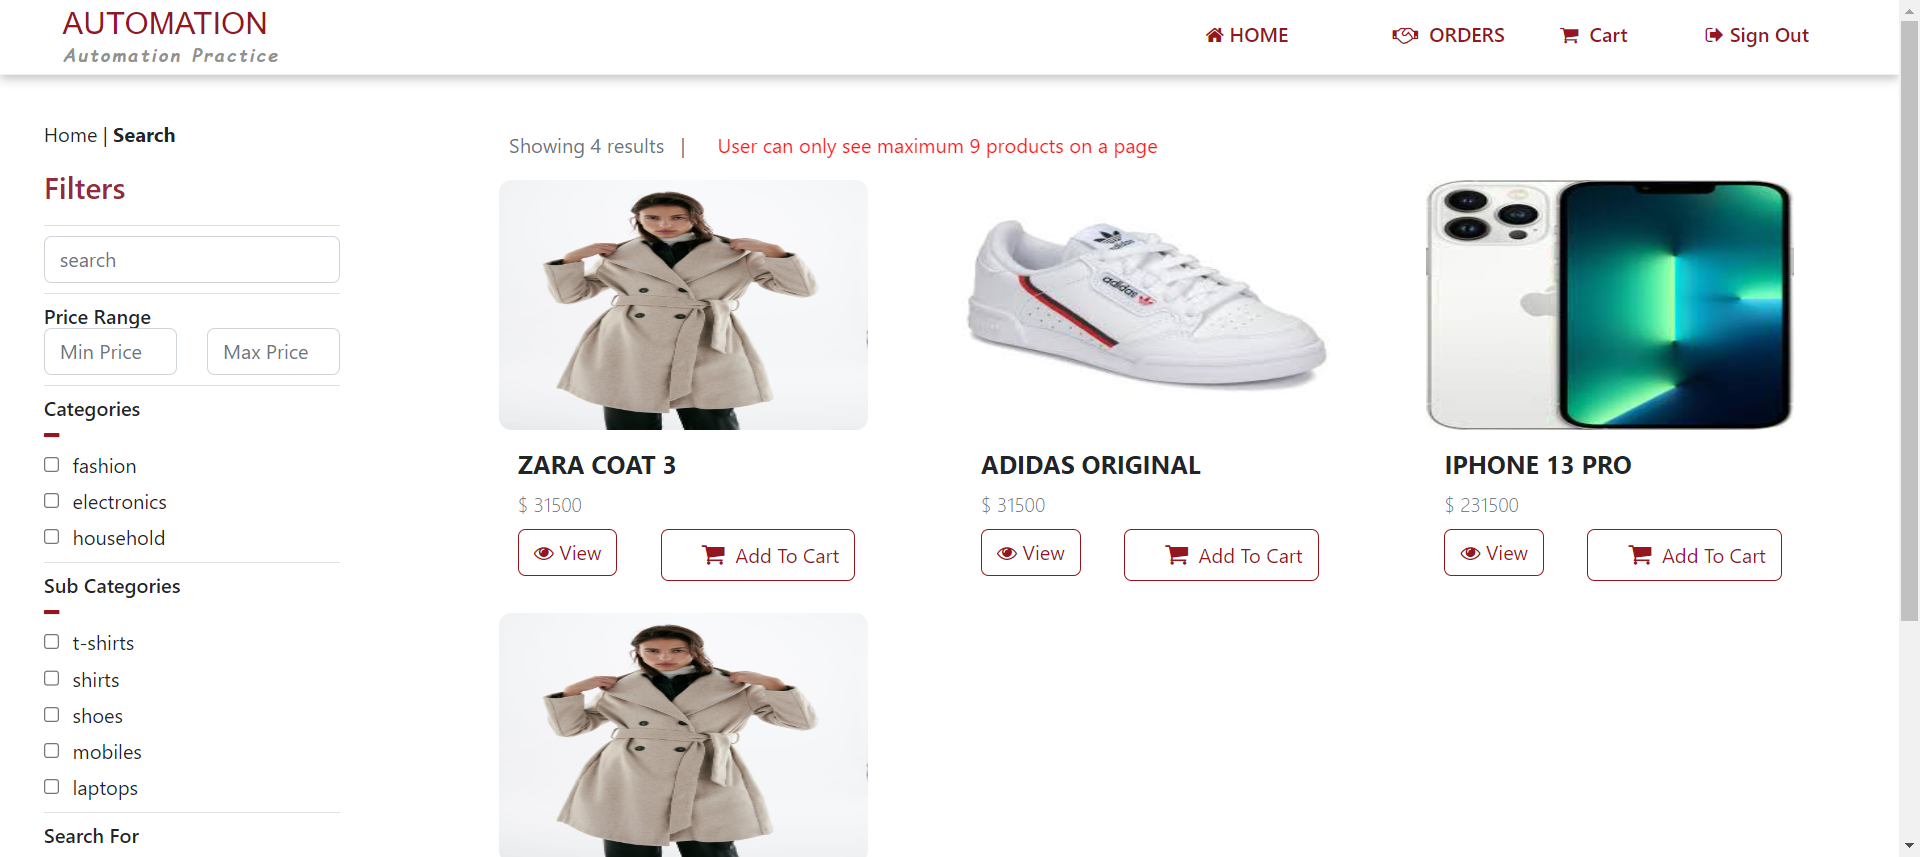 AUTOMATION
Automation Practice
HOME
ORDERS
Cart
Sign Out
Home | Search
Filters
search
Price Range
Min Price
Max Price
Categories
fashion
electronics
household
Sub Categories
t-shirts
shirts
shoes
mobiles
laptops
Search For
Showing 4 results |
User can only see maximum 9 products on a page
adidas
adidas
ZARA COAT 3
$ 31500
View
Add To Cart
ADIDAS ORIGINAL
$ 31500
View
Add To Cart
IPHONE 13 PRO
$ 231500
View
Add To Cart